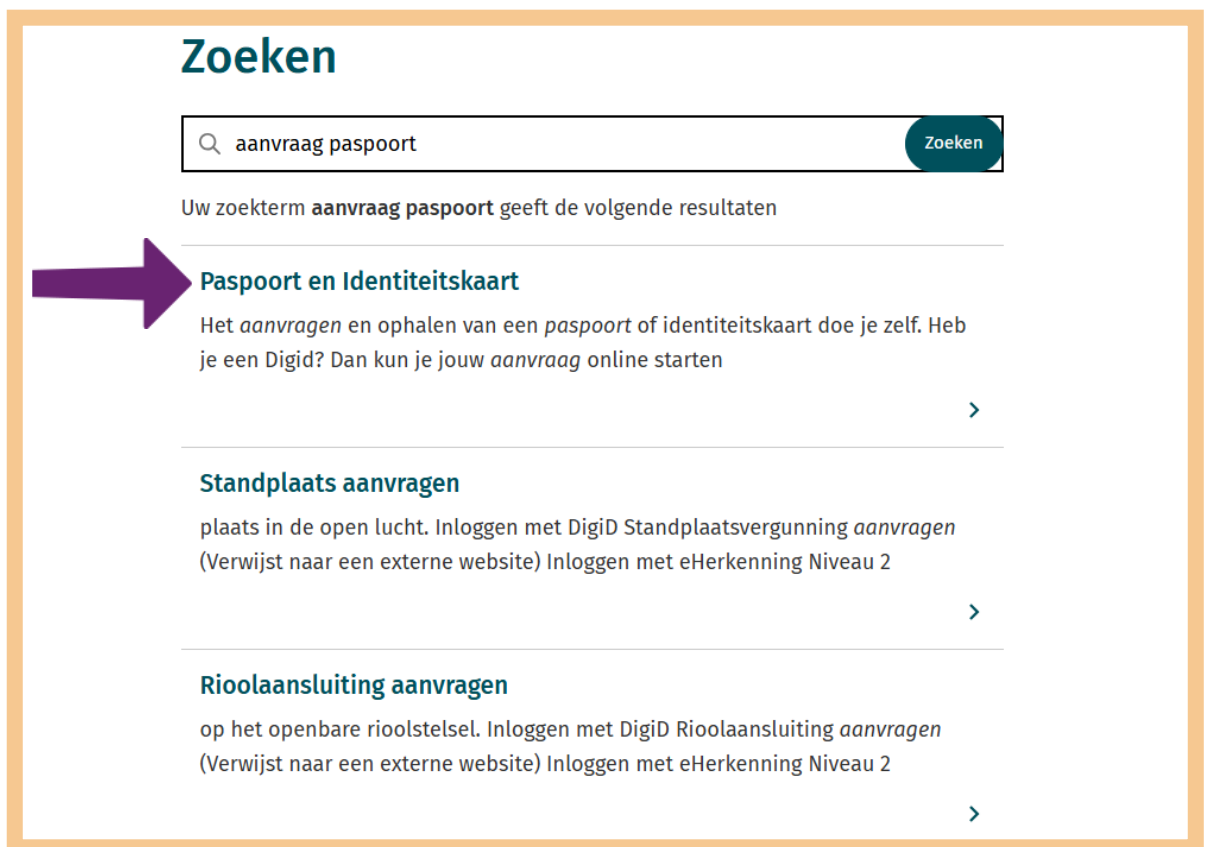 Zoeken
aanvraag paspoort
Zoeken
Uw zoekterm aanvraag paspoort geeft de volgende resultaten
Paspoort en Identiteitskaart
Het aanvragen en ophalen van een paspoort of identiteitskaart doe je zelf. Heb
je een Digid? Dan kun je jouw aanvraag online starten
Standplaats aanvragen
plaats in de open lucht. Inloggen met DigiD Standplaatsvergunning aanvragen
(Verwijst naar een externe website) Inloggen met eHerkenning Niveau 2
Rioolaansluiting aanvragen
op het openbare rioolstelsel. Inloggen met DigiD Rioolaansluiting aanvragen
(Verwijst naar een externe website) Inloggen met eHerkenning Niveau 2